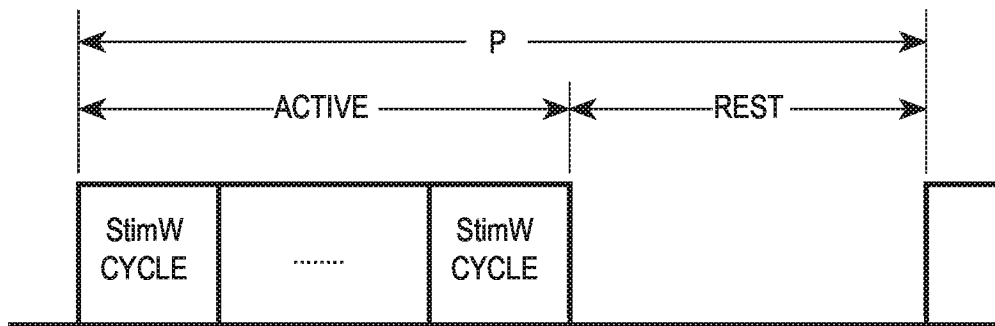 P
ACTIVE REST
StimW StimW
CYCLE ........ CYCLE